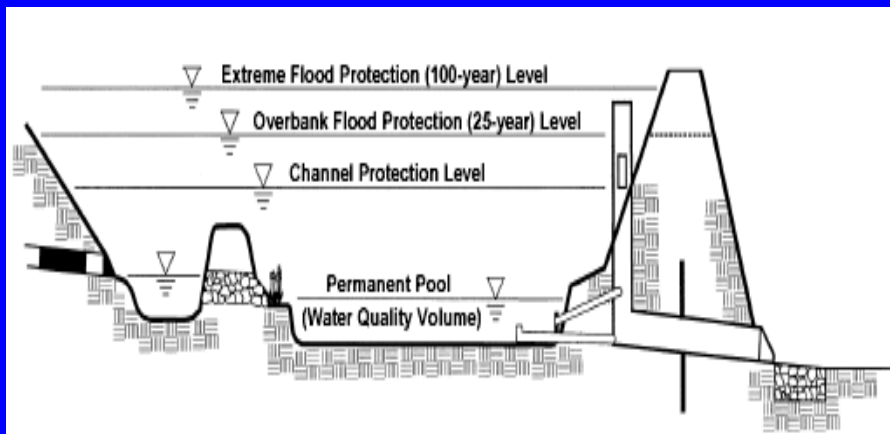 Extreme Flood Protection (100-year) Level
Overbank Flood Protection (25-year) Level
Channel Protection Level
Permanent Pool
(Water Quality Volume)